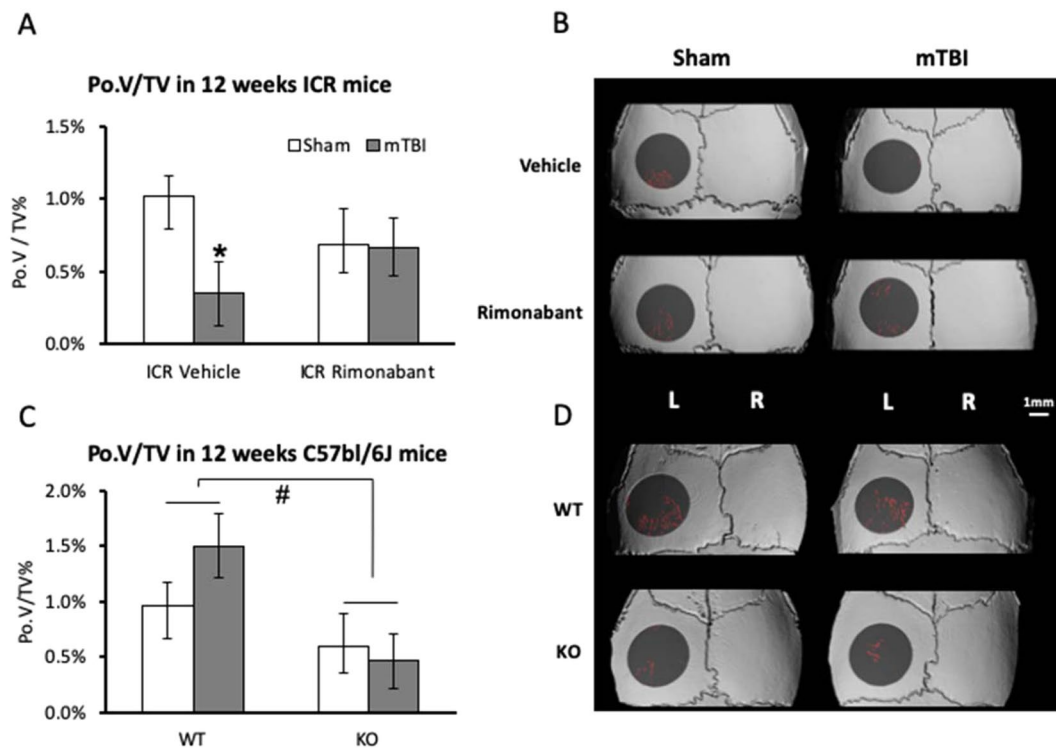 A
Po.V/TV in 12 weeks ICR mice
1.5%
1.0%
0.5%
0.0%
Po.V / TV%
Sham mTBI
*
ICR Vehicle ICR Rimonabant
B
Sham mTBI
Vehicle
Rimonabant
L R L R 1mm
C
Po.V/TV in 12 weeks C57bl/6J mice
2.0%
1.5%
1.0%
0.5%
0.0%
Po.V/TV%
#
WT KO
D
WT
KO